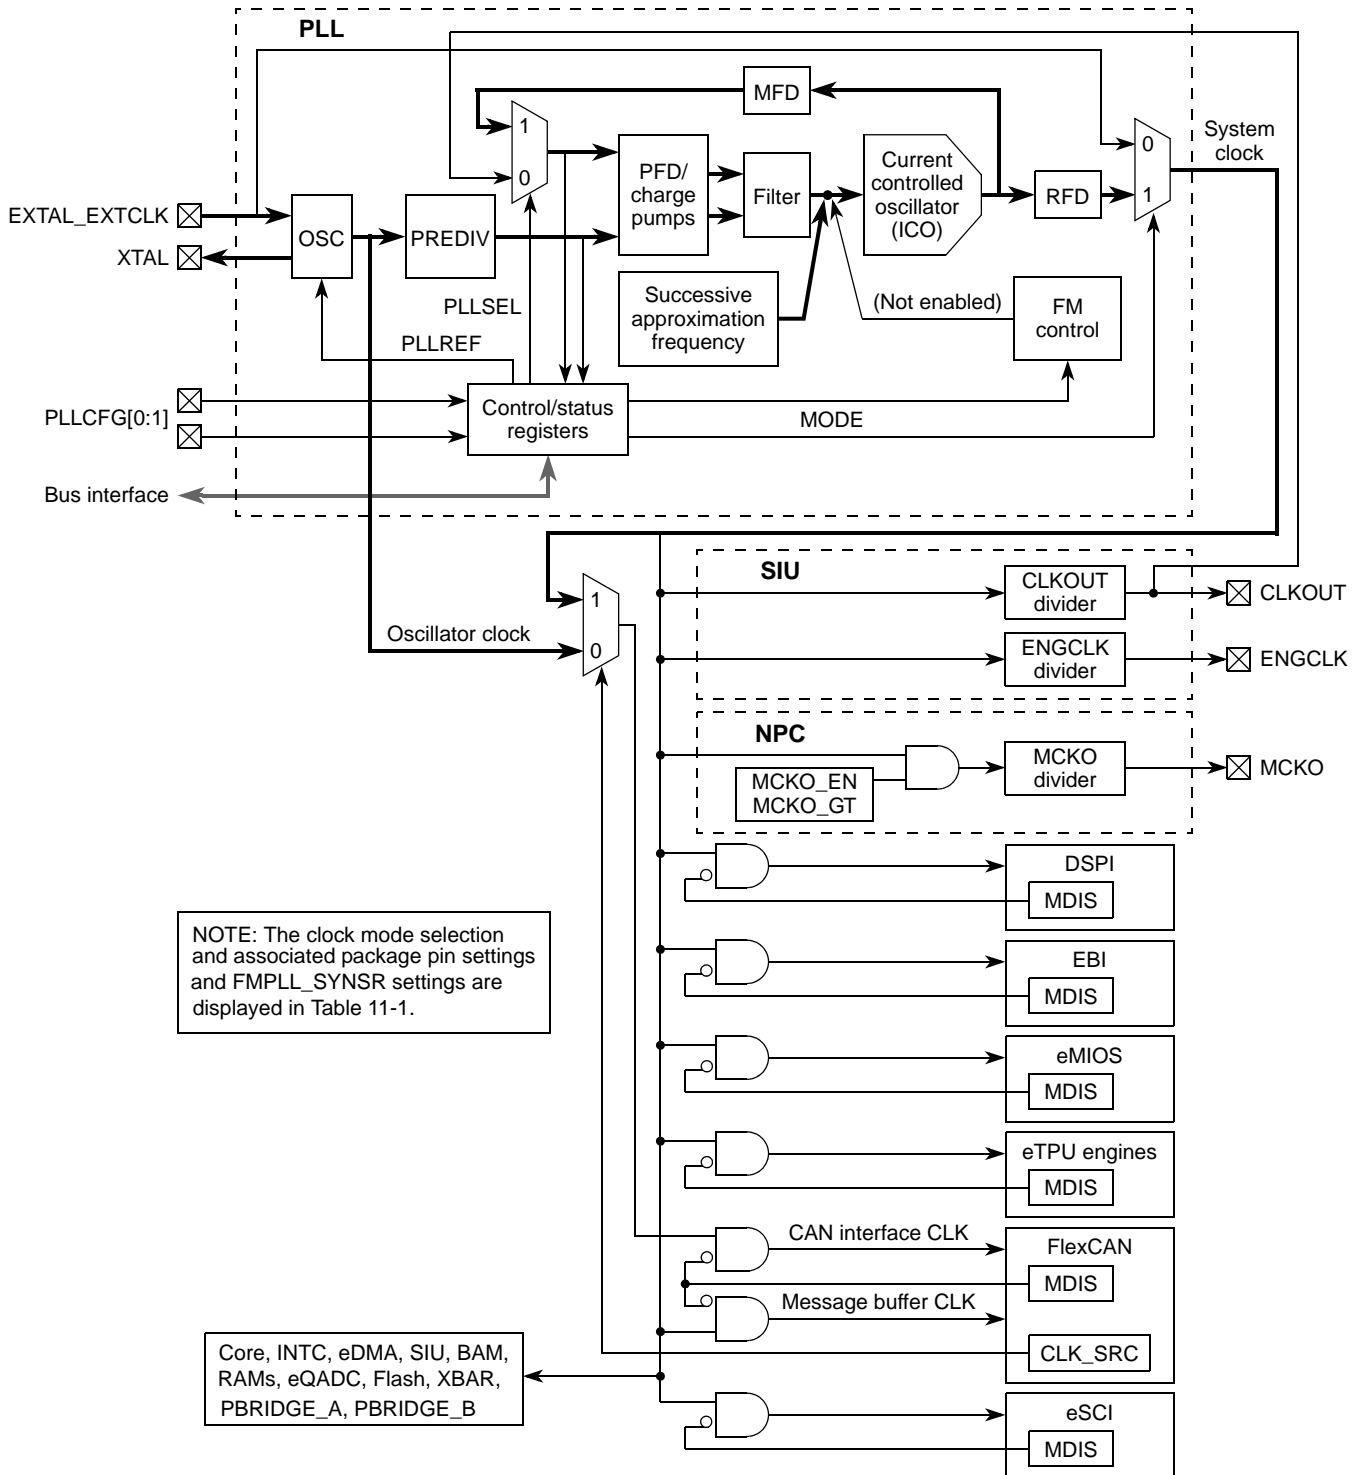 PLL
MFD
1
0
System
clock
0
1
PFD/
charge
pumps
Filter
Current
controlled
oscillator
(ICO)
RFD
EXTAL_EXTCLK
OSC
PREDIV
XTAL
PLLSEL
Successive
approximation
frequency
(Not enabled)
FM
control
PLLREF
PLLCFG[0:1]
Control/status
registers
MODE
Bus interface
SIU
CLKOUT
divider
CLKOUT
1
0
Oscillator clock
ENGCLK
divider
ENGCLK
NPC
MCKO_EN
MCKO_GT
MCKO
divider
MCKO
DSPI
MDIS
NOTE: The clock mode selection
and associated package pin settings
and FMPLL_SYNSR settings are
displayed in Table 11-1.
EBI
MDIS
eMIOS
MDIS
eTPU engines
MDIS
CAN interface CLK
FlexCAN
MDIS
Message buffer CLK
CLK_SRC
Core, INTC, eDMA, SIU, BAM,
RAMs, eQADC, Flash, XBAR,
PBRIDGE_A, PBRIDGE_B
eSCI
MDIS